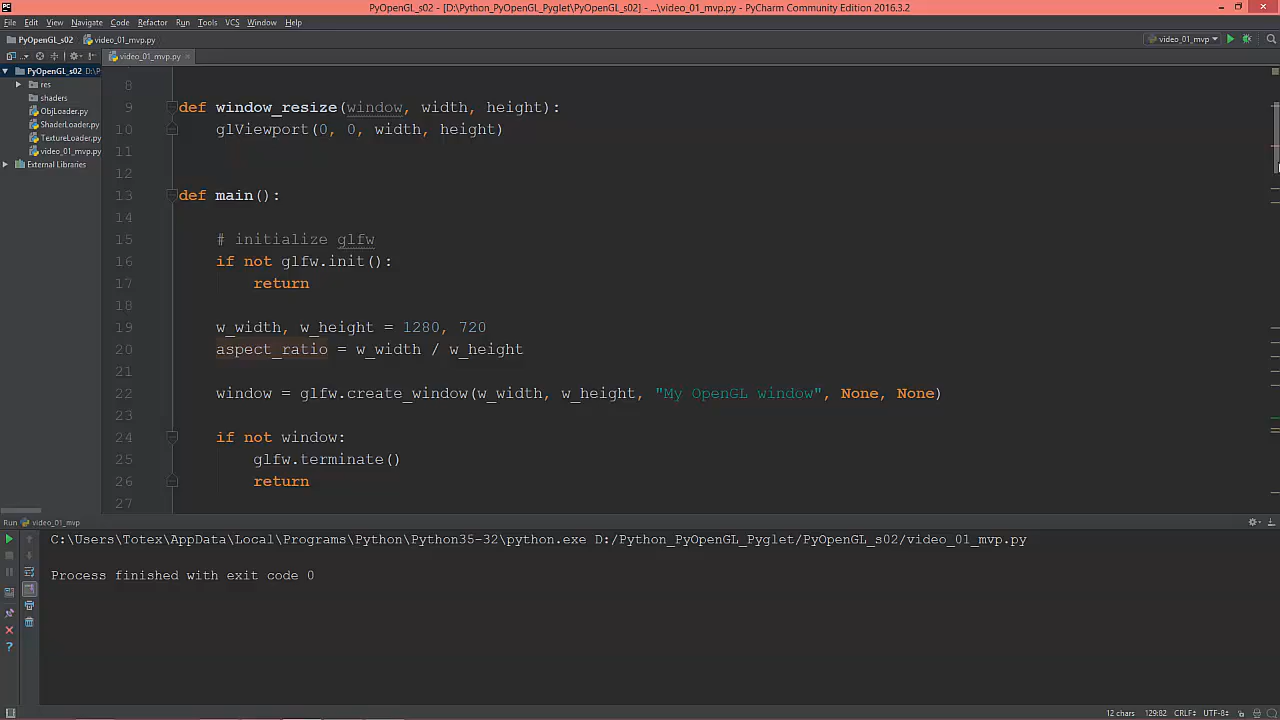 PyOpenGL_s02 - [D:\Python_PyOpenGL_Pyglet\PyOpenGL_s02] - ...\video_01_mvp.py - PyCharm Community Edition 2016.3.2
File Edit View Navigate Code Refactor Run Tools VCS Window Help
PyOpenGL_s02 video_01_mvp.py
video_01_mvp
video_01_mvp.py
PyOpenGL_s02 D:\P
res
shaders
ObjLoader.py
ShaderLoader.py
TextureLoader.py
video_01_mvp.py
External Libraries
8
9 def window_resize(window, width, height):
10 glViewport(0, 0, width, height)
11
12
13 def main():
14
15 # initialize glfw
16 if not glfw.init():
17 return
18
19 w_width, w_height = 1280, 720
20 aspect_ratio = w_width / w_height
21
22 window = glfw.create_window(w_width, w_height, "My OpenGL window", None, None)
23
24 if not window:
25 glfw.terminate()
26 return
27
Run video_01_mvp
C:\Users\Totex\AppData\Local\Programs\Python\Python35-32\python.exe D:/Python_PyOpenGL_Pyglet/PyOpenGL_s02/video_01_mvp.py
Process finished with exit code 0
12 chars 129:82 CRLF÷ UTF-8÷